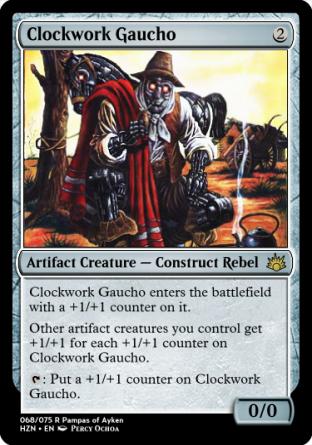 Clockwork Gaucho 2
Artifact Creature — Construct Rebel
Clockwork Gaucho enters the battlefield
with a +1/+1 counter on it.
Other artifact creatures you control get
+1/+1 for each +1/+1 counter on
Clockwork Gaucho.
: Put a +1/+1 counter on Clockwork
Gaucho.
0/0
068/075 R Pampas of Ayken
HZN • EN Percy Ochoa